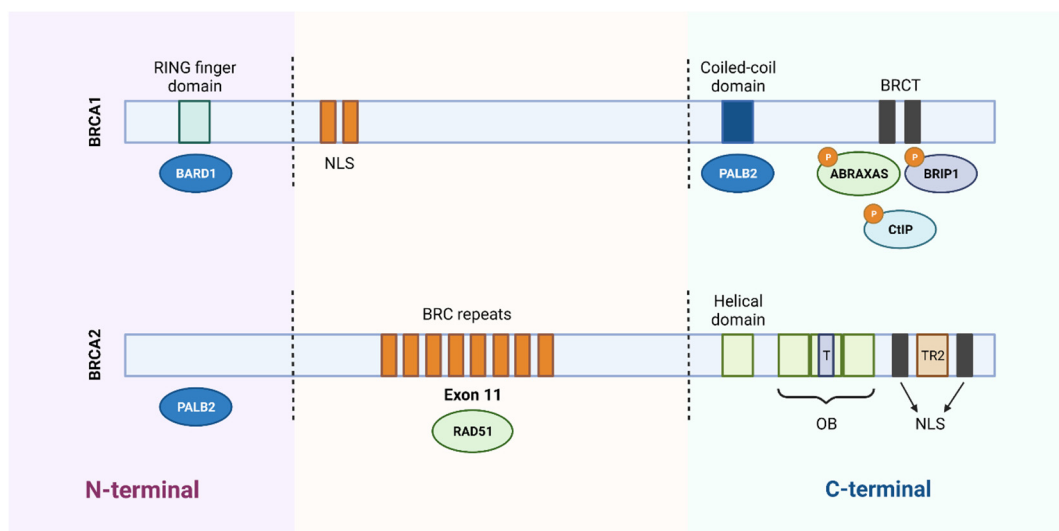 RING finger
domain
Coiled-coil
domain
BRCT
BRCA1
NLS
BARD1
PALB2
P
ABRAXAS
P
BRIP1
P
CtIP
BRC repeats
Helical
domain
BRCA2
T
TR2
Exon 11
PALB2
RAD51
OB
NLS
N-terminal
C-terminal